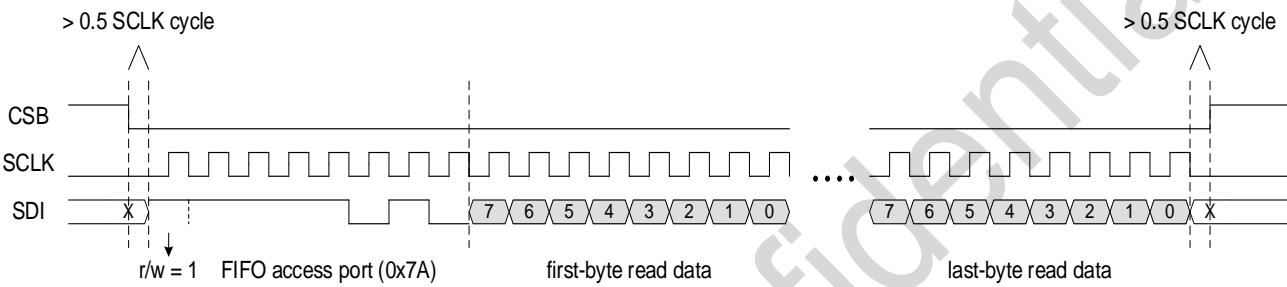 > 0.5 SCLK cycle > 0.5 SCLK cycle
CSB
SCLK
....
SDI X 7 6 5 4 3 2 1 0 7 6 5 4 3 2 1 0 X
r/w = 1 FIFO access port (0x7A) first-byte read data last-byte read data
fidential